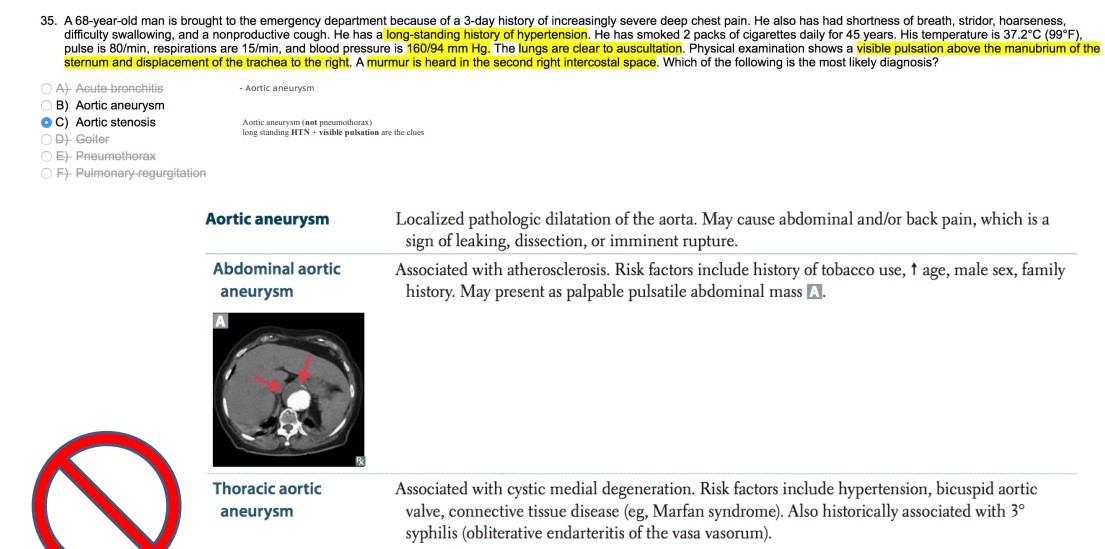 35. A 68-year-old man is brought to the emergency department because of a 3-day history of increasingly severe deep chest pain. He also has had shortness of breath, stridor, hoarseness,
difficulty swallowing, and a nonproductive cough. He has a long-standing history of hypertension. He has smoked 2 packs of cigarettes daily for 45 years. His temperature is 37.2°C (99°F),
pulse is 80/min, respirations are 15/min, and blood pressure is 160/94 mm Hg. The lungs are clear to auscultation. Physical examination shows a visible pulsation above the manubrium of the
sternum and displacement of the trachea to the right. A murmur is heard in the second right intercostal space. Which of the following is the most likely diagnosis?
A) Acute bronchitis
B) Aortic aneurysm
C) Aortic stenosis
D) Goiter
E) Pneumothorax
F) Pulmonary regurgitation
- Aortic aneurysm
Aortic aneurysm (not pneumothorax)
long standing HTN + visible pulsation are the clues
Aortic aneurysm
Localized pathologic dilatation of the aorta. May cause abdominal and/or back pain, which is a
sign of leaking, dissection, or imminent rupture.
Abdominal aortic
aneurysm
Associated with atherosclerosis. Risk factors include history of tobacco use, ↑ age, male sex, family
history. May present as palpable pulsatile abdominal mass A.
A
Rx
Thoracic aortic
aneurysm
Associated with cystic medial degeneration. Risk factors include hypertension, bicuspid aortic
valve, connective tissue disease (eg, Marfan syndrome). Also historically associated with 3°
syphilis (obliterative endarteritis of the vasa vasorum).